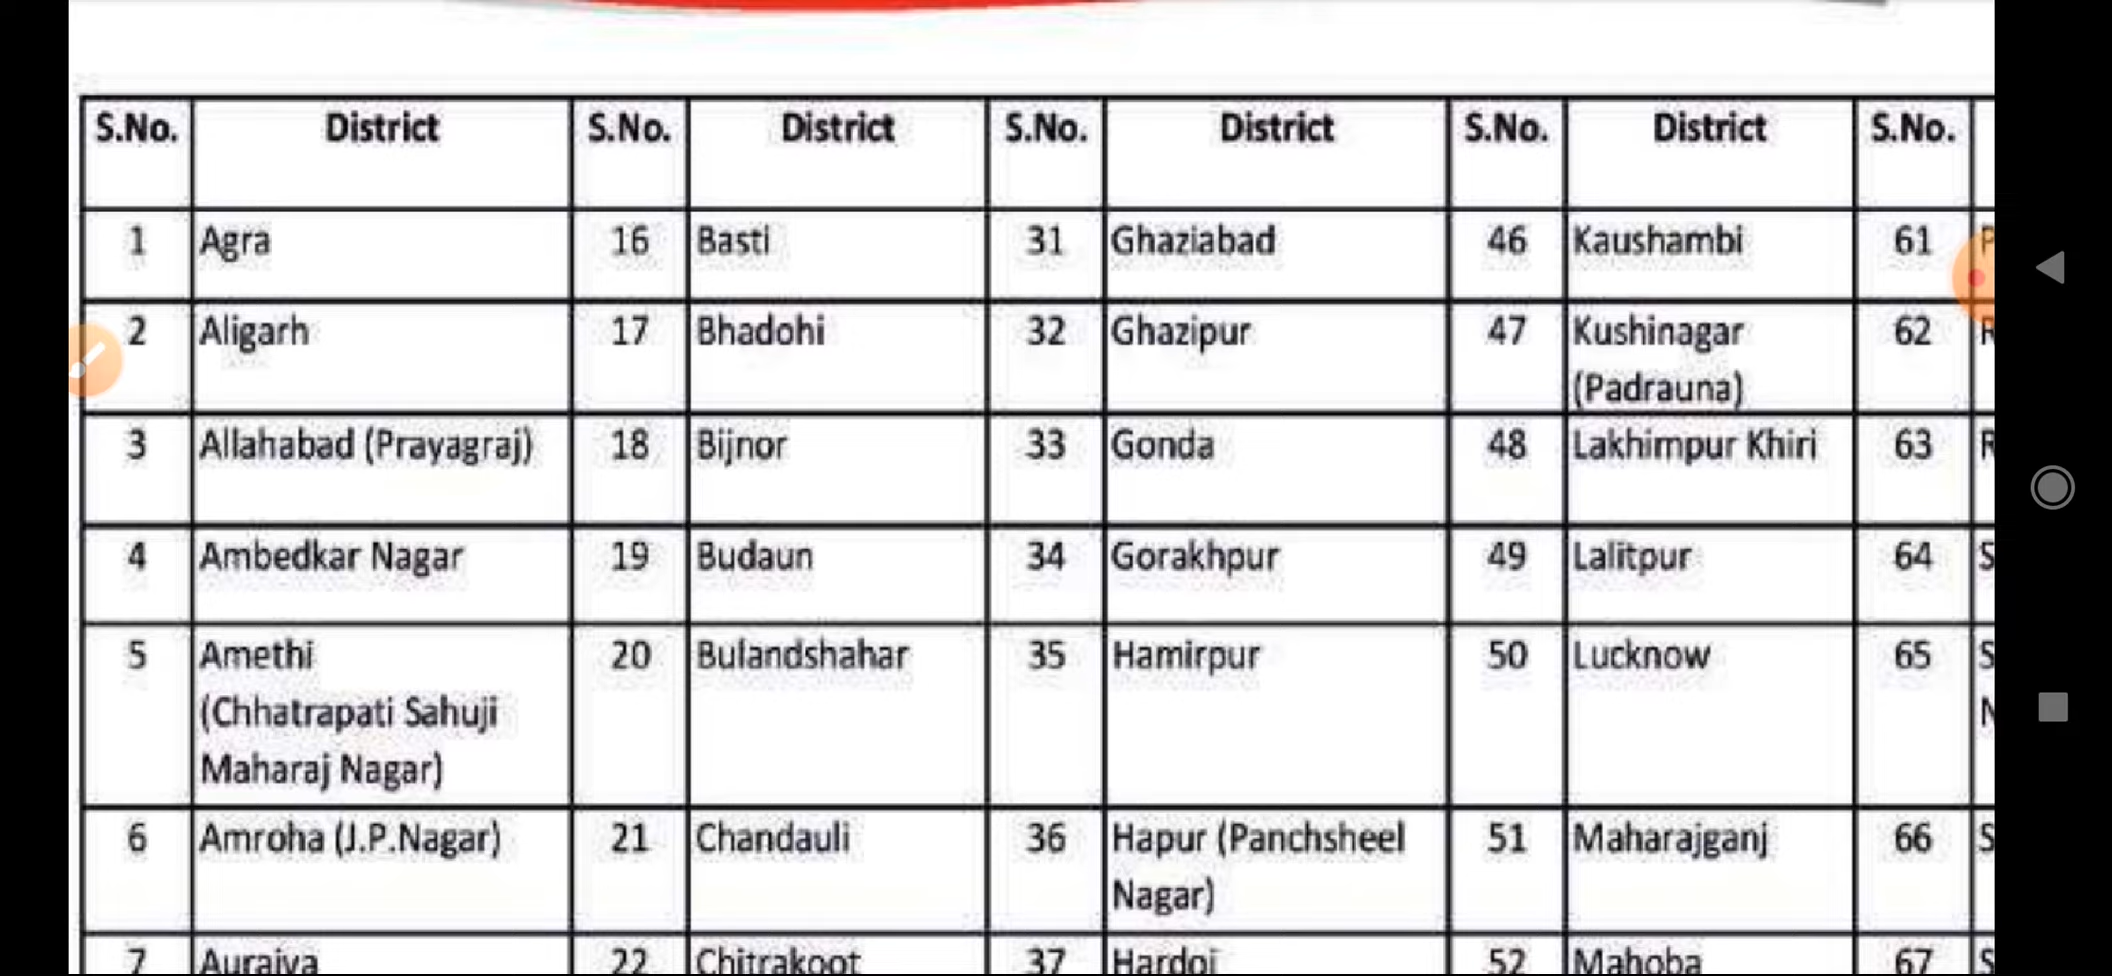 S.No. District S.No. District S.No. District S.No. District S.No.
1 Agra 16 Basti 31 Ghaziabad 46 Kaushambi 61 P
2 Aligarh 17 Bhadohi 32 Ghazipur 47 Kushinagar 62 R
(Padrauna)
3 Allahabad (Prayagraj) 18 Bijnor 33 Gonda 48 Lakhimpur Khiri 63 R
4 Ambedkar Nagar 19 Budaun 34 Gorakhpur 49 Lalitpur 64 S
5 Amethi 20 Bulandshahar 35 Hamirpur 50 Lucknow 65 S
(Chhatrapati Sahuji N
Maharaj Nagar)
6 Amroha (J.P.Nagar) 21 Chandauli 36 Hapur (Panchsheel 51 Maharajganj 66 S
Nagar)
7 Auraiya 22 Chitrakoot 37 Hardoi 52 Mahoba 67 S